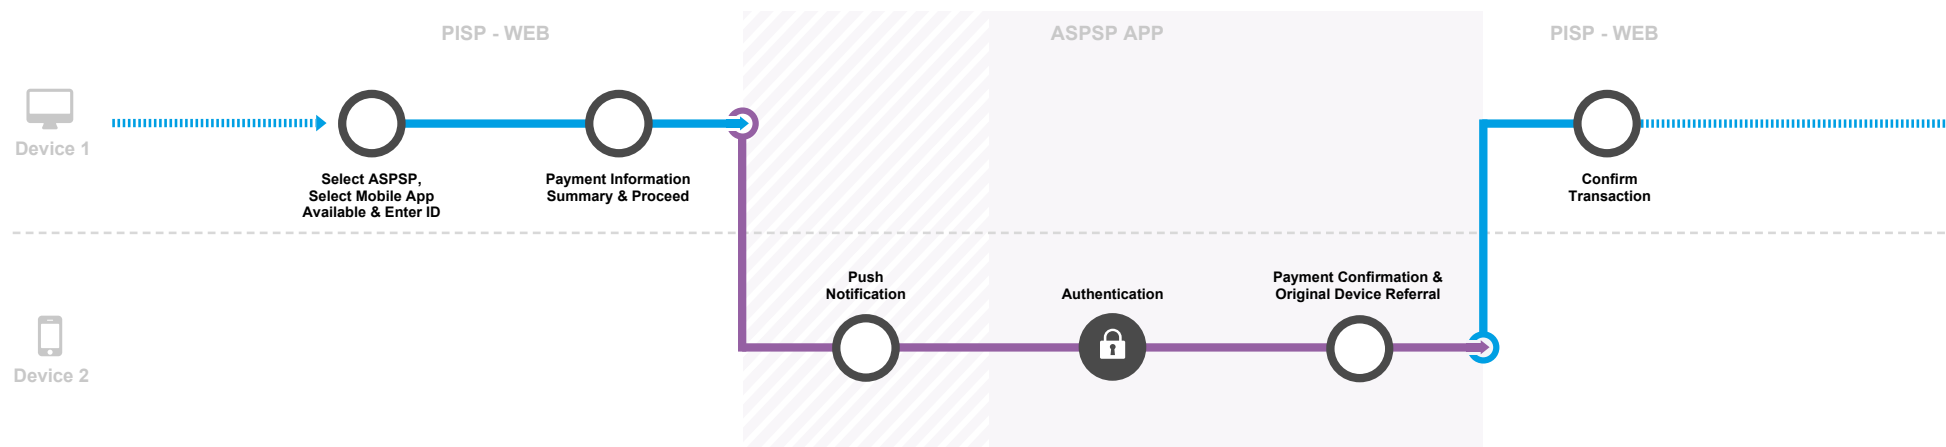 PISP - WEB
ASPSP APP
PISP - WEB
Device 1
Select ASPSP,
Select Mobile App
Available & Enter ID
Payment Information
Summary & Proceed
Confirm
Transaction
Push
Notification
Authentication
Payment Confirmation &
Original Device Referral
Device 2